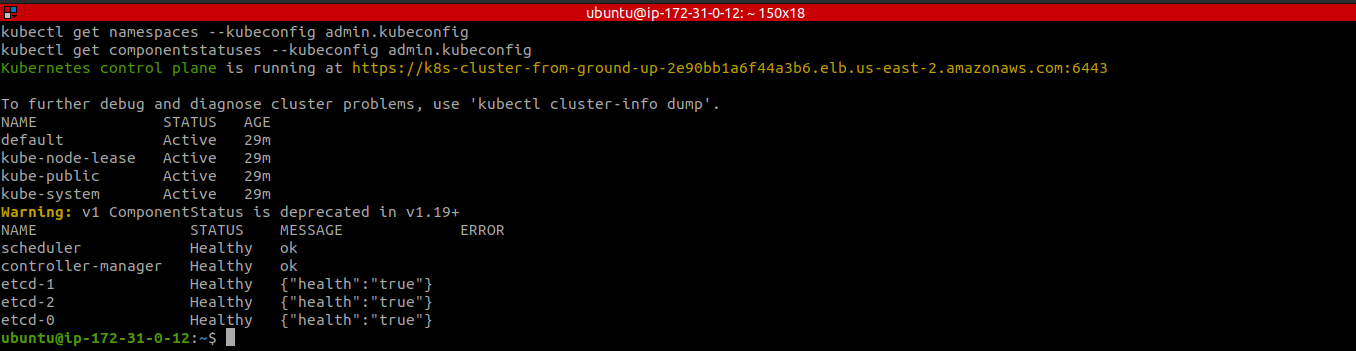 ubuntu@ip-172-31-0-12: ~ 150x18
kubectl get namespaces --kubeconfig admin.kubeconfig
kubectl get componentstatuses --kubeconfig admin.kubeconfig
Kubernetes control plane is running at https://k8s-cluster-from-ground-up-2e90bb1a6f44a3b6.elb.us-east-2.amazonaws.com:6443
To further debug and diagnose cluster problems, use 'kubectl cluster-info dump'.
NAME STATUS AGE
default Active 29m
kube-node-lease Active 29m
kube-public Active 29m
kube-system Active 29m
Warning: v1 ComponentStatus is deprecated in v1.19+
NAME STATUS MESSAGE ERROR
scheduler Healthy ok
controller-manager Healthy ok
etcd-1 Healthy {"health":"true"}
etcd-2 Healthy {"health":"true"}
etcd-0 Healthy {"health":"true"}
ubuntu@ip-172-31-0-12:~$